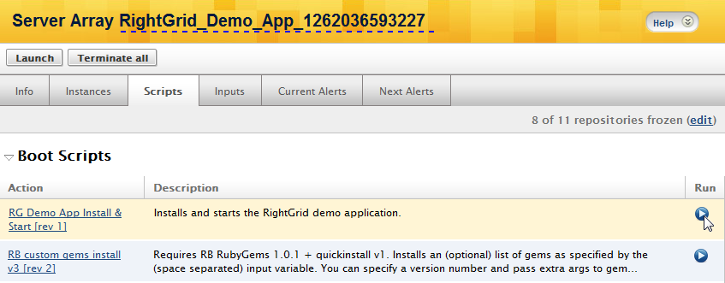 Server Array RightGrid_Demo_App_1262036593227
Help
Launch Terminate all
Info Instances Scripts Inputs Current Alerts Next Alerts
8 of 11 repositories frozen (edit)
Boot Scripts
Action Description Run
RG Demo App Install & Installs and starts the RightGrid demo application.
Start [rev 1]
RB custom gems install Requires RB RubyGems 1.0.1 + quickinstall v1. Installs an (optional) list of gems as specified by the
v3 [rev 2] (space separated) input variable. You can specify a version number and pass extra args to gem...